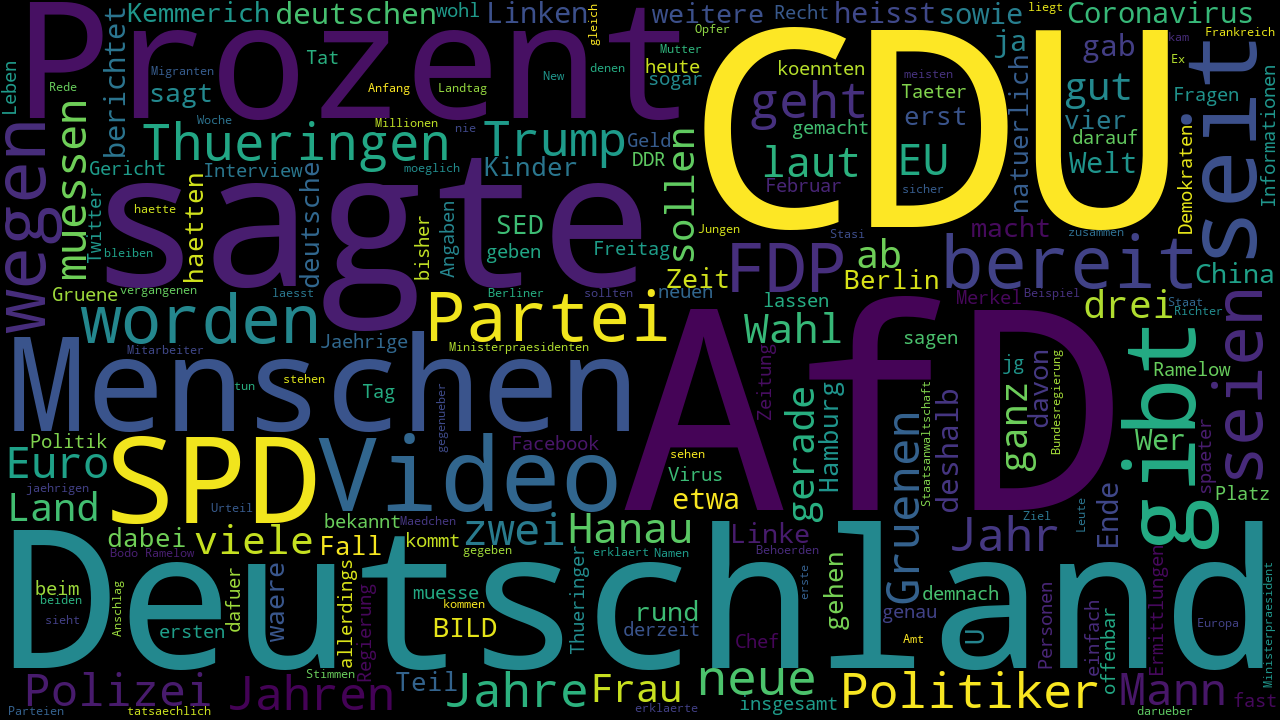 Kemmerich
deutschen
wohl
Linken
gleich
weitere
Opfer
Recht
heisst
sowie
liegt
Coronavirus
Leben
Prozent
berichtet
Tat
Migranten
sagt
Rede
Anfang
Landtag
New
denen
Mutter
heute
sogar
CDU
koennten
geht
gemacht
meisten
Taeter
erst
ja
gab
kam
Ex
Frankreich
gut
Fragen
vier
darauf
Welt
seit
Informationen
Woche
Millionen
nie
Thueringen
Trump
Geld
DDR
laut
EU
natuerlich
Demokraten
wegen
muessen
Gericht
Interview
moeglich
Kinder
Februar
sicher
Twitter
haette
haetten
deutsche
sagte
bisher
Angaben
SED
geben
Freitag
sollen
Jungen
Stasi
macht
zusammen
bleiben
Zeit
FDP
ab
Berlin
bereit
China
Gruene
vergangenen
laesst
Berliner
sollten
neuen
lassen
Merkel
Beispiel
drei
Staat
Richter
worden
Jaehrige
Partei
Wahl
sagen
seien
Mitarbeiter
Ministerpraesidenten
Zeitung
Menschen
tun
stehen
Tag
gegenueber
AfD
jg
davon
Bundesregierung
ganz
gibt
Ramelow
gerade
Hamburg
Gruenen
Staatsanwaltschaft
deshalb
Politik
Euro
SPD
Video
Facebook
sehen
Virus
etwa
Wer
spaeter
Platz
jaehrigen
Urteil
Land
bekannt
Maedchen
zwei
Hanau
Linke
Jahr
Ziel
Leute
Ende
dabei
viele
Fall
kommt
gegeben
erklaert
Namen
Behoerden
Bodo Ramelow
Deutschland
beim
beiden
sieht
Anschlag
ersten
dafuer
waere
allerdings
Regierung
muesse
kommen
BILD
Thueringer
rund
derzeit
Chef
erste
gehen
demnach
genau
Amt
U
Personen
einfach
offenbar
Ermittlungen
Europa
Ministerpraesident
Stimmen
Polizei
Jahren
Teil
Jahre
Frau
neue
insgesamt
Politiker
Mann
fast
Parteien
tatsaechlich
erklaerte
darueber